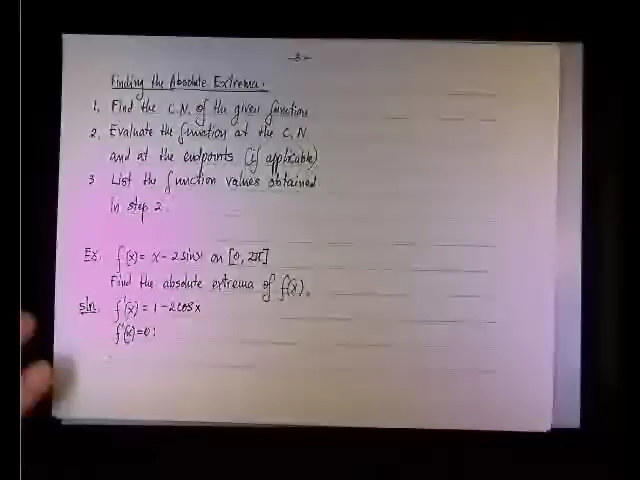 -3-
Finding the Absolute Extrema.
1. Find the C.N. of the given function
2. Evaluate the function at the C.N.
and at the endpoints (if applicable)
3 List the function values obtained
in step 2.
Ex. f(x) = x - 2 sin x on [0, 2π]
Find the absolute extrema of f(x).
Sln. f'(x) = 1 - 2cos x
f'(x) = 0: